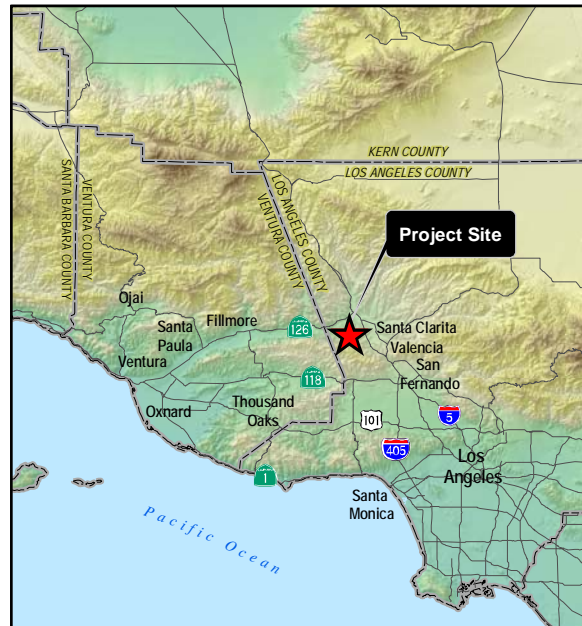 KERN COUNTY
LOS ANGELES COUNTY
SANTA BARBARA COUNTY
VENTURA COUNTY
LOS ANGELES COUNTY
VENTURA COUNTY
Project Site
Ojai
Santa
Paula
Fillmore
126
Santa Clarita
Valencia
San
Fernando
Ventura
118
Oxnard
Thousand
Oaks
101
5
405
Los
Angeles
1
Santa
Monica
Pacific Ocean